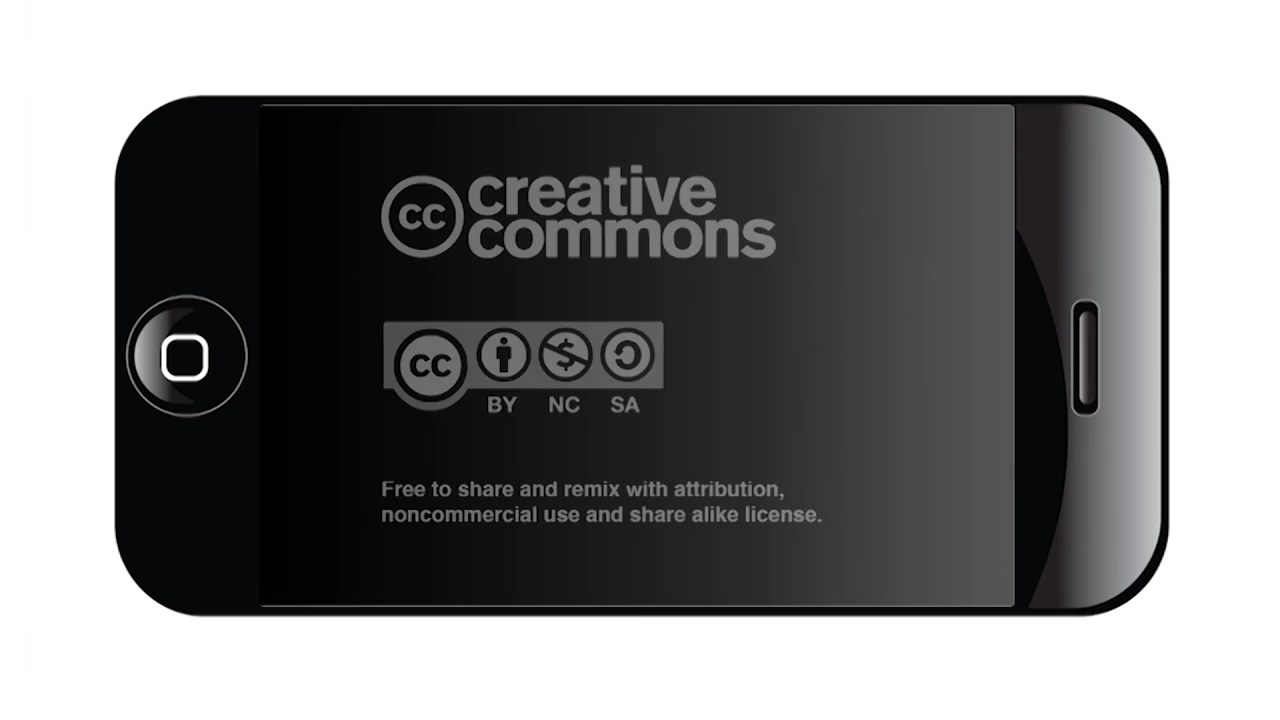 cc creative
commons
cc
BY NC SA
Free to share and remix with attribution,
noncommercial use and share alike license.